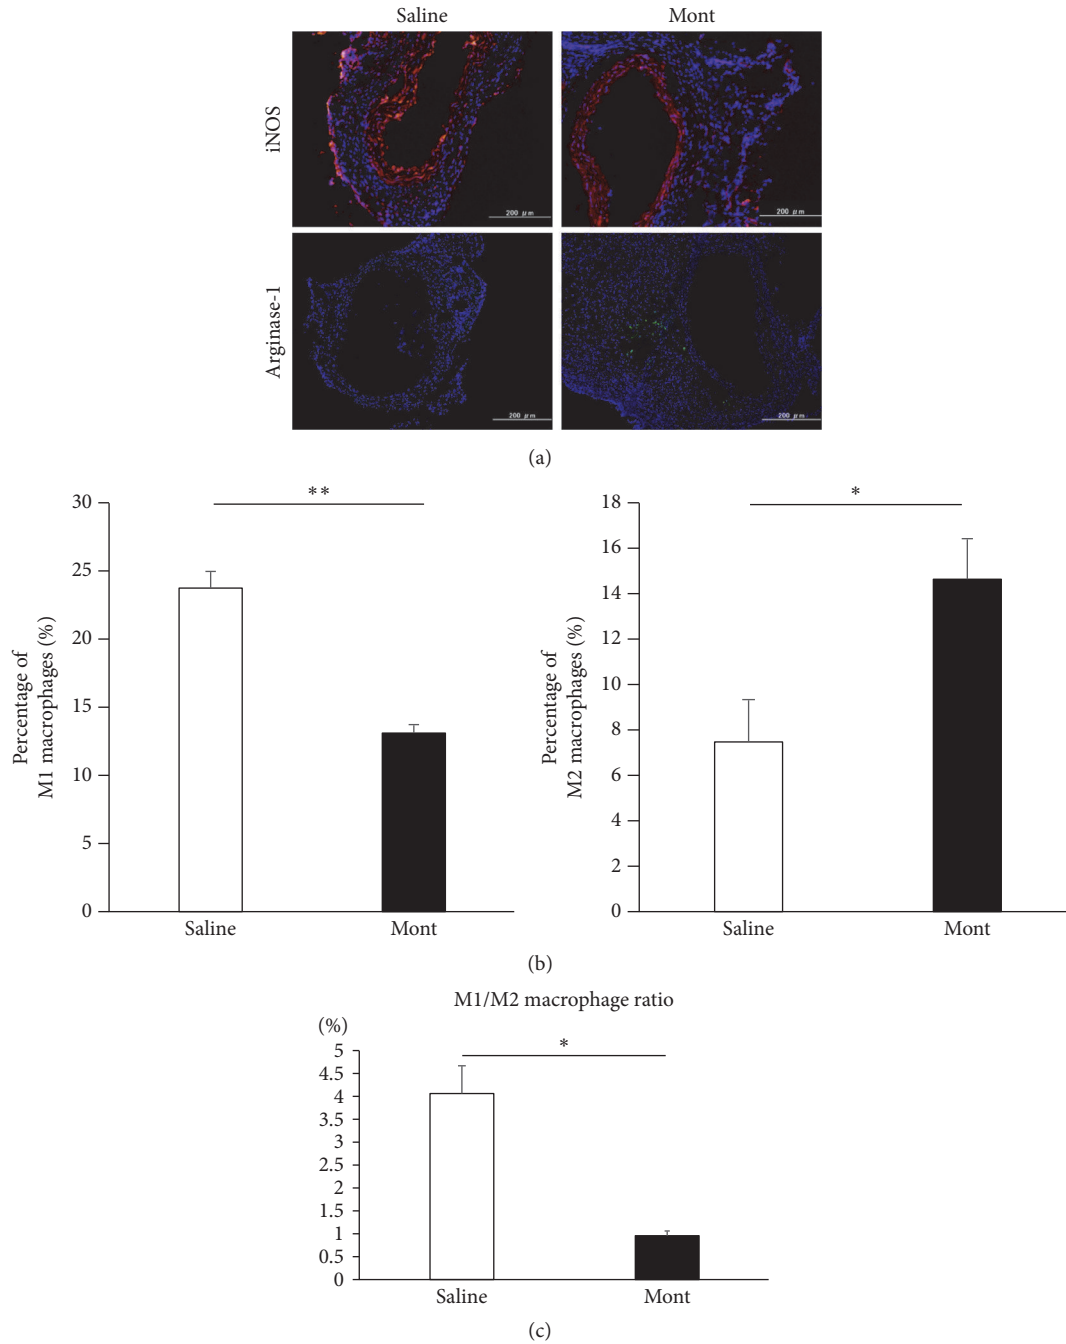 Saline Mont
iNOS
200 μm
200 μm
Arginase-1
200 μm
200 μm
(a)
Percentage of
M1 macrophages (%)
30
25
20
15
10
5
0
**
Saline Mont
Percentage of
M2 macrophages (%)
18
16
14
12
10
8
6
4
2
0
*
Saline Mont
(b)
M1/M2 macrophage ratio
(%)
5
4.5
4
3.5
3
2.5
2
1.5
1
0.5
0
*
Saline Mont
(c)